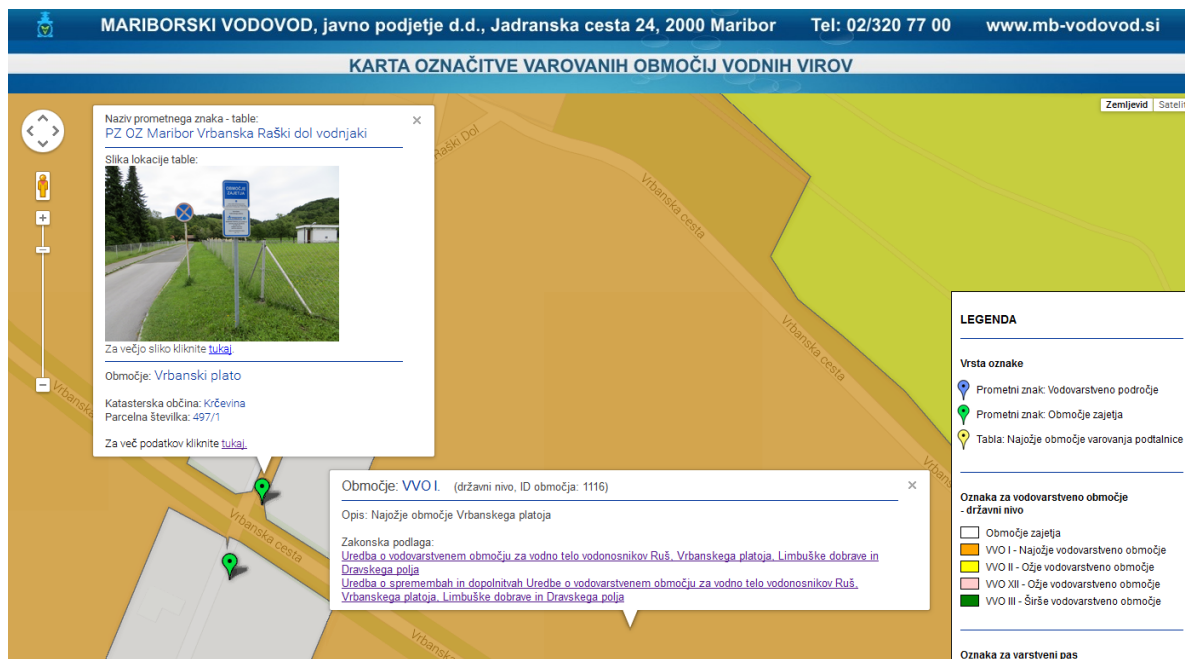 MARIBORSKI VODOVOD, javno podjetje d.d., Jadranska cesta 24, 2000 Maribor Tel: 02/320 77 00 www.mb-vodovod.si
KARTA OZNAČITVE VAROVANIH OBMOČIJ VODNIH VIROV
Zemljevid Satelit
Naziv prometnega znaka - table:
PZ OZ Maribor Vrbanska Raški dol vodnjaki
Slika lokacije table:
OBMOČJE
ZAJETJA
Za večjo sliko kliknite tukaj.
Območje: Vrbanski plato
Katasterska občina: Krčevina
Parcelna številka: 497/1
Za več podatkov kliknite tukaj.
Raški Dol
Vrbanska cesta
Vrbanska cesta
Vrbans
Vrbansk
Vrbanska cesta
Vrbansk
Območje: VVO I. (državni nivo, ID območja: 1116)
Opis: Najožje območje Vrbanskega platoja
Zakonska podlaga:
Uredba o vodovarstvenem območju za vodno telo vodonosnikov Ruš, Vrbanskega platoja, Limbuške dobrave in
Dravskega polja
Uredba o spremembah in dopolnitvah Uredbe o vodovarstvenem območju za vodno telo vodonosnikov Ruš,
Vrbanskega platoja, Limbuške dobrave in Dravskega polja
LEGENDA
Vrsta oznake
Prometni znak: Vodovarstveno področje
Prometni znak: Območje zajetja
Tabla: Najožje območje varovanja podtalnice
Oznaka za vodovarstveno območje
- državni nivo
Območje zajetja
VVO I - Najožje vodovarstveno območje
VVO II - Ožje vodovarstveno območje
VVO XII - Ožje vodovarstveno območje
VVO III - Širše vodovarstveno območje
Oznaka za varstveni pas